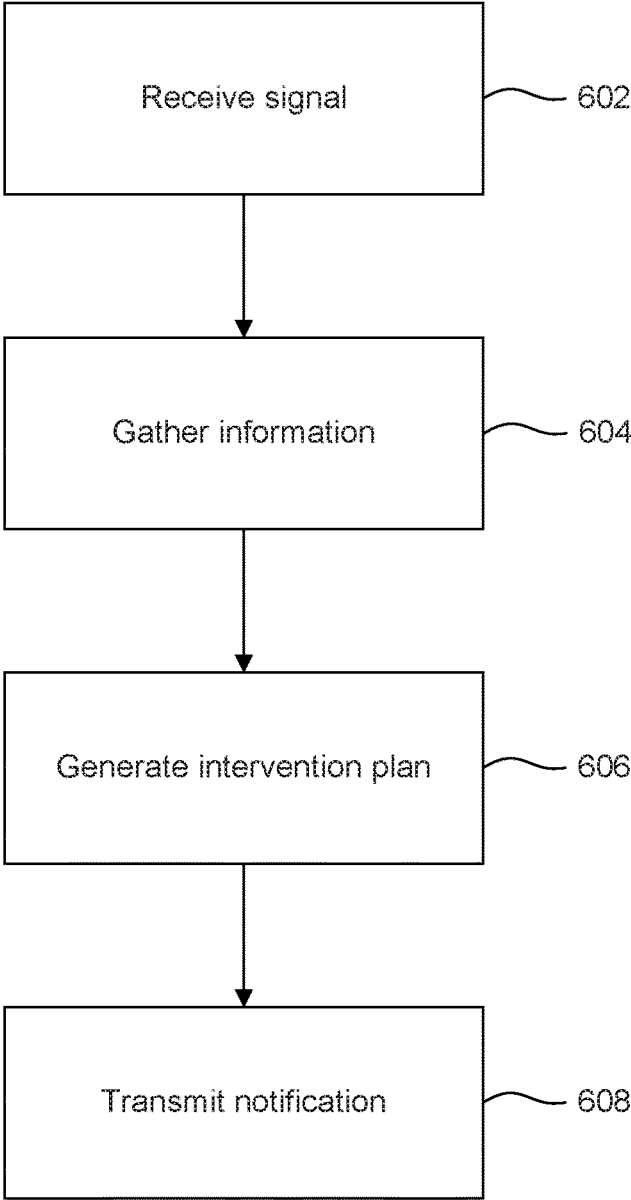 Receive signal 602
Gather information 604
Generate intervention plan 606
Transmit notification 608